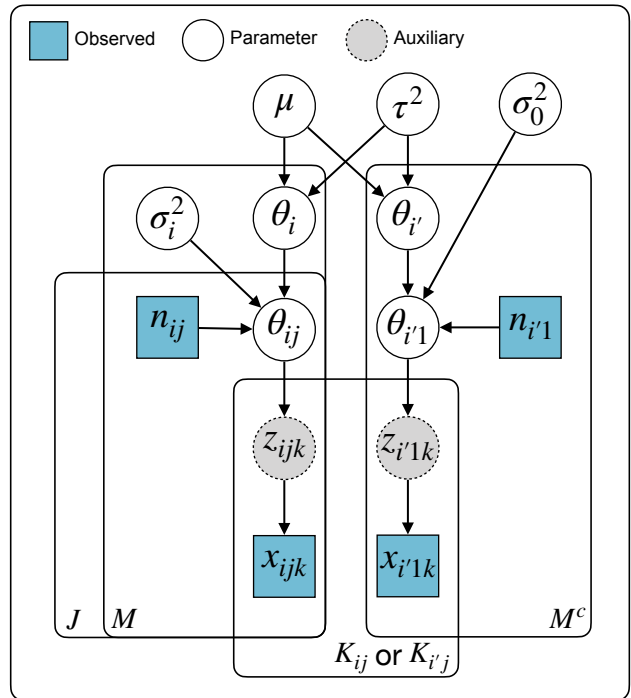 Observed Parameter Auxiliary
μ τ² σ₀²
σᵢ² θᵢ θᵢ′
nᵢⱼ θᵢⱼ θᵢ′₁ nᵢ′₁
zᵢⱼₖ zᵢ′₁ₖ
xᵢⱼₖ xᵢ′₁ₖ
J M Mᶜ
Kᵢⱼ or Kᵢ′ⱼ